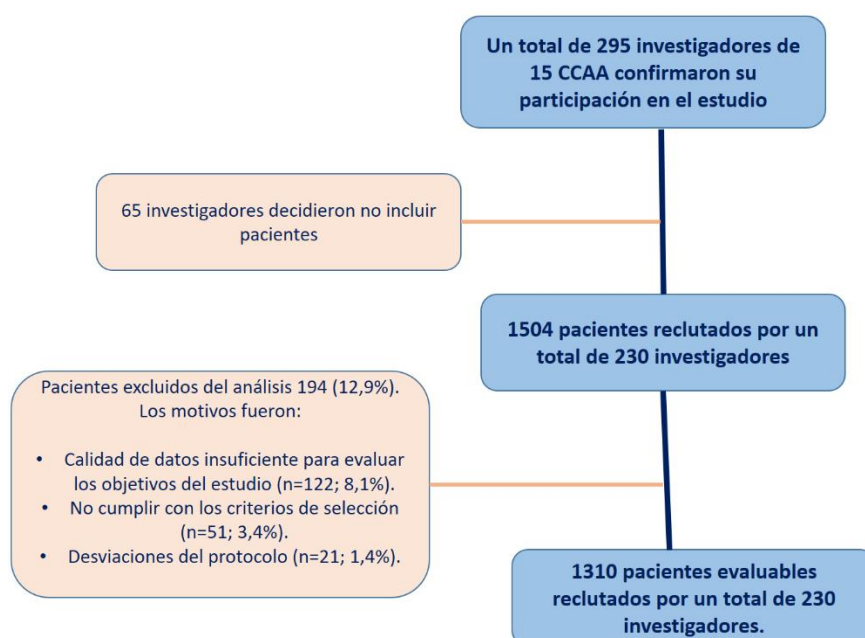 Un total de 295 investigadores de
15 CCAA confirmaron su
participación en el estudio
65 investigadores decidieron no incluir
pacientes
1504 pacientes reclutados por un
total de 230 investigadores
Pacientes excluidos del análisis 194 (12,9%).
Los motivos fueron:
• Calidad de datos insuficiente para evaluar
los objetivos del estudio (n=122; 8,1%).
• No cumplir con los criterios de selección
(n=51; 3,4%).
• Desviaciones del protocolo (n=21; 1,4%).
1310 pacientes evaluables
reclutados por un total de 230
investigadores.